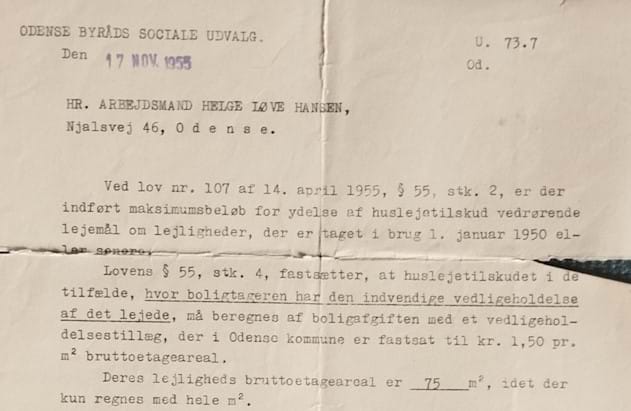 ODENSE BYRÅDS SOCIALE UDVALG.
U. 73.7
Den 17 NOV. 1955
Od.
HR. ARBEJDSMAND HELGE LØVE HANSEN,
Njalsvej 46, O d e n s e.
Ved lov nr. 107 af 14. april 1955, § 55, stk. 2, er der
indført maksimumsbeløb for ydelse af huslejetilskud vedrørende
lejemål om lejligheder, der er taget i brug 1. januar 1950 el-
ler senere.
Lovens § 55, stk. 4, fastsætter, at huslejetilskudet i de
tilfælde, hvor boligtageren har den indvendige vedligeholdelse
af det lejede, må beregnes af boligafgiften med et vedligehol-
delsestillæg, der i Odense kommune er fastsat til kr. 1,50 pr.
m² bruttoetageareal.
Deres lejligheds bruttoetageareal er 75 m², idet der
kun regnes med hele m².